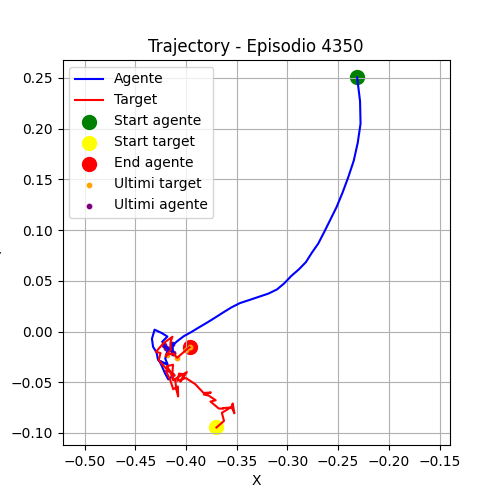 Trajectory - Episodio 4350
Agente
Target
Start agente
Start target
End agente
Ultimi target
Ultimi agente
0.25
0.20
0.15
0.10
0.05
0.00
−0.05
−0.10
−0.50
−0.45
−0.40
−0.35
−0.30
−0.25
−0.20
−0.15
X